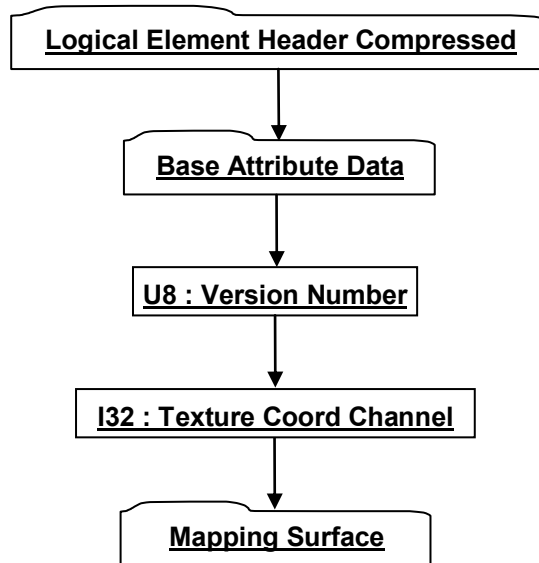 Logical Element Header Compressed
Base Attribute Data
U8 : Version Number
I32 : Texture Coord Channel
Mapping Surface